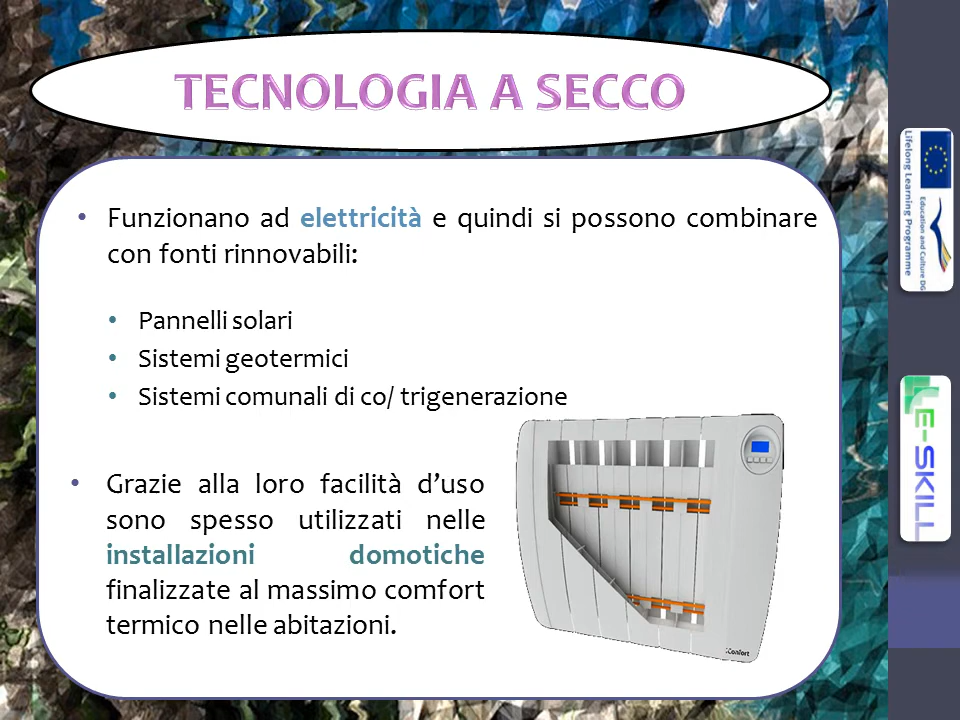 TECNOLOGIA A SECCO
• Funzionano ad elettricità e quindi si possono combinare
con fonti rinnovabili:
• Pannelli solari
• Sistemi geotermici
• Sistemi comunali di co/ trigenerazione
• Grazie alla loro facilità d’uso
sono spesso utilizzati nelle
installazioni domotiche
finalizzate al massimo comfort
termico nelle abitazioni.
iConfort
Education and Culture DG
Lifelong Learning Programme
E-SKILL